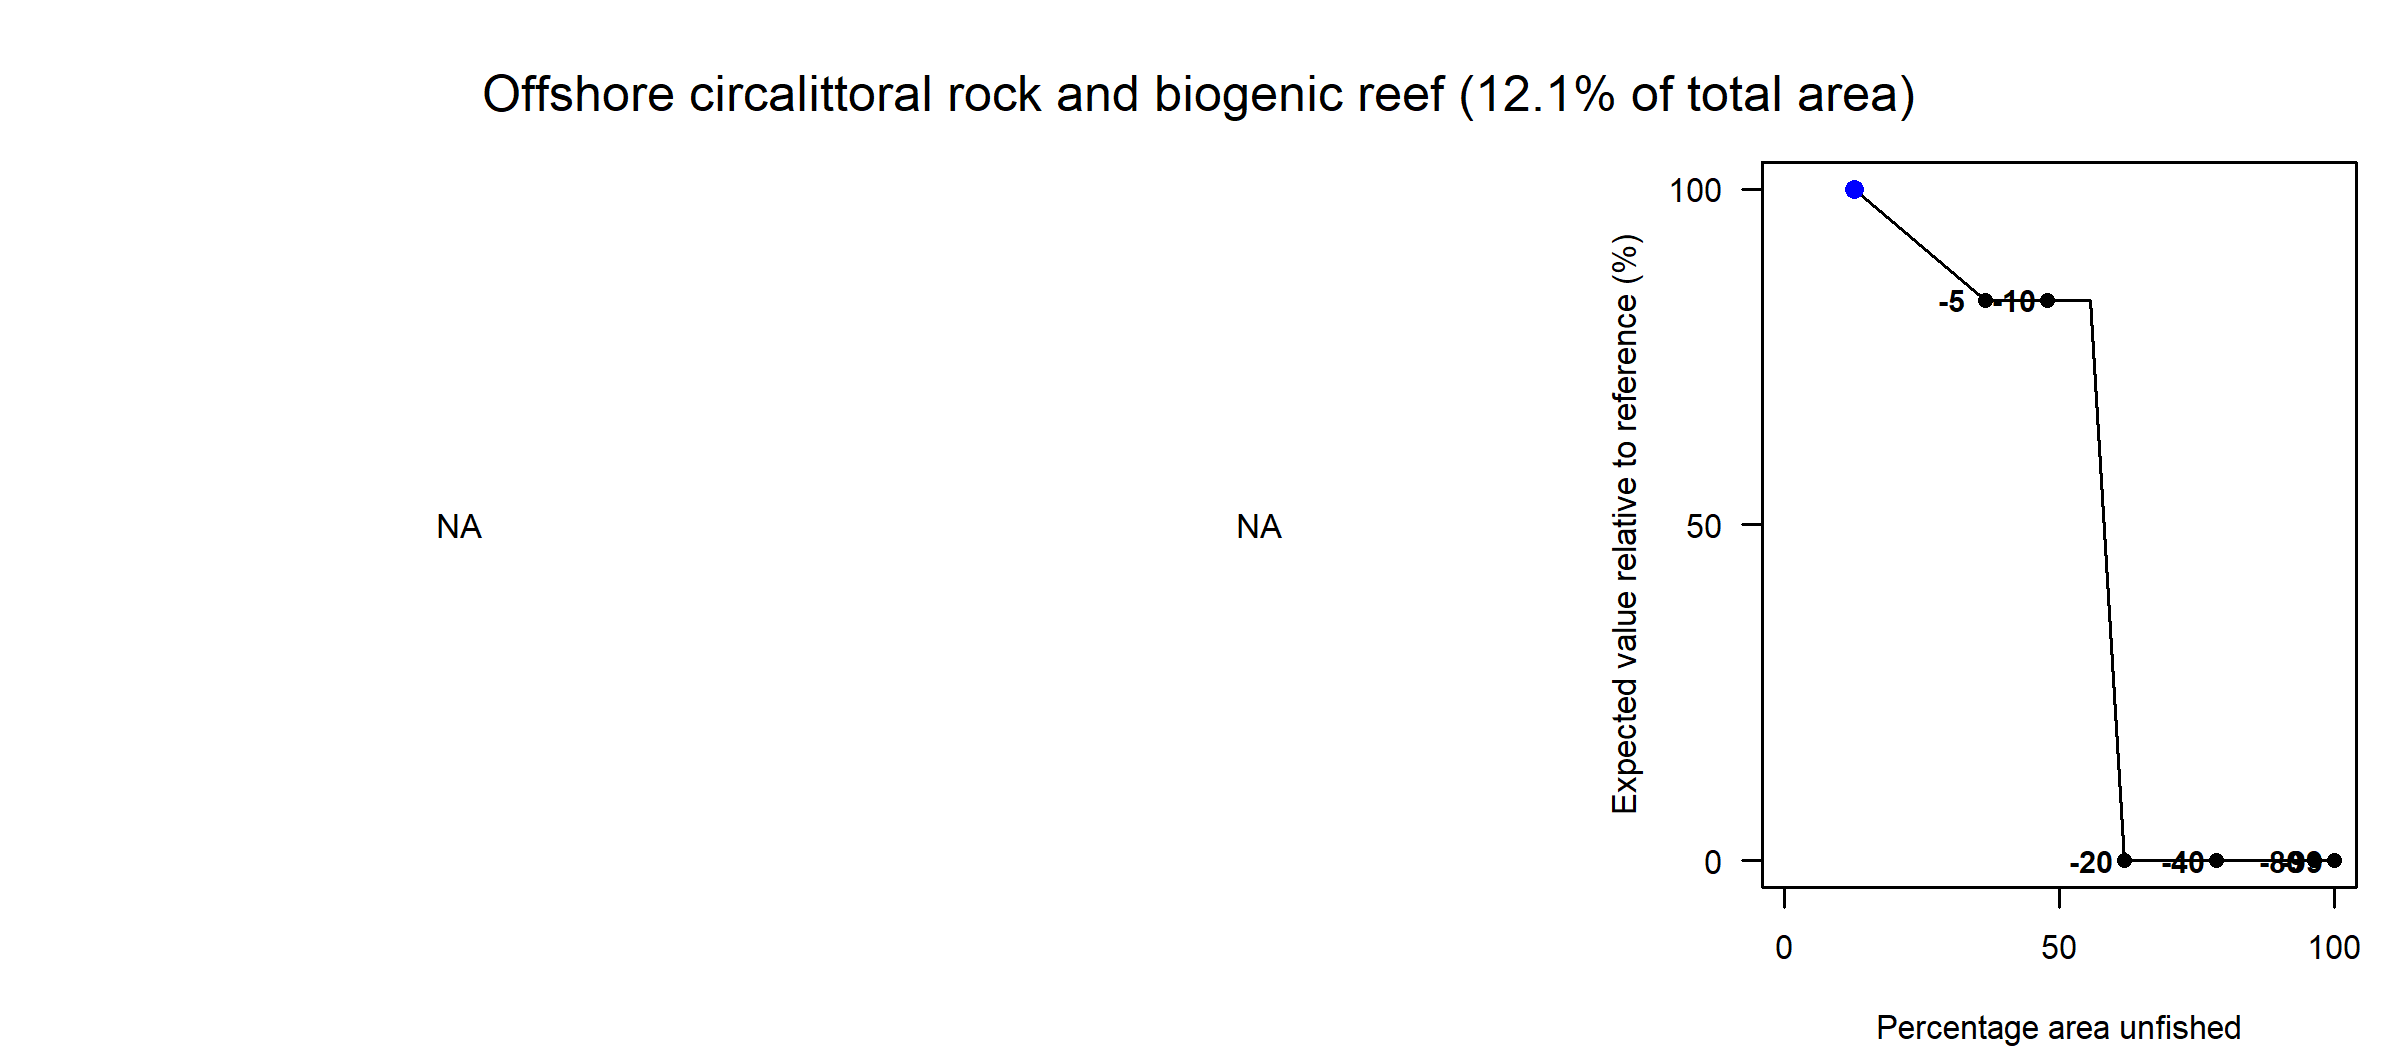 Offshore circalittoral rock and biogenic reef (12.1% of total area)
NA
NA
Expected value relative to reference (%)
100
50
0
-5
-10
-20
-40
0
50
100
Percentage area unfished